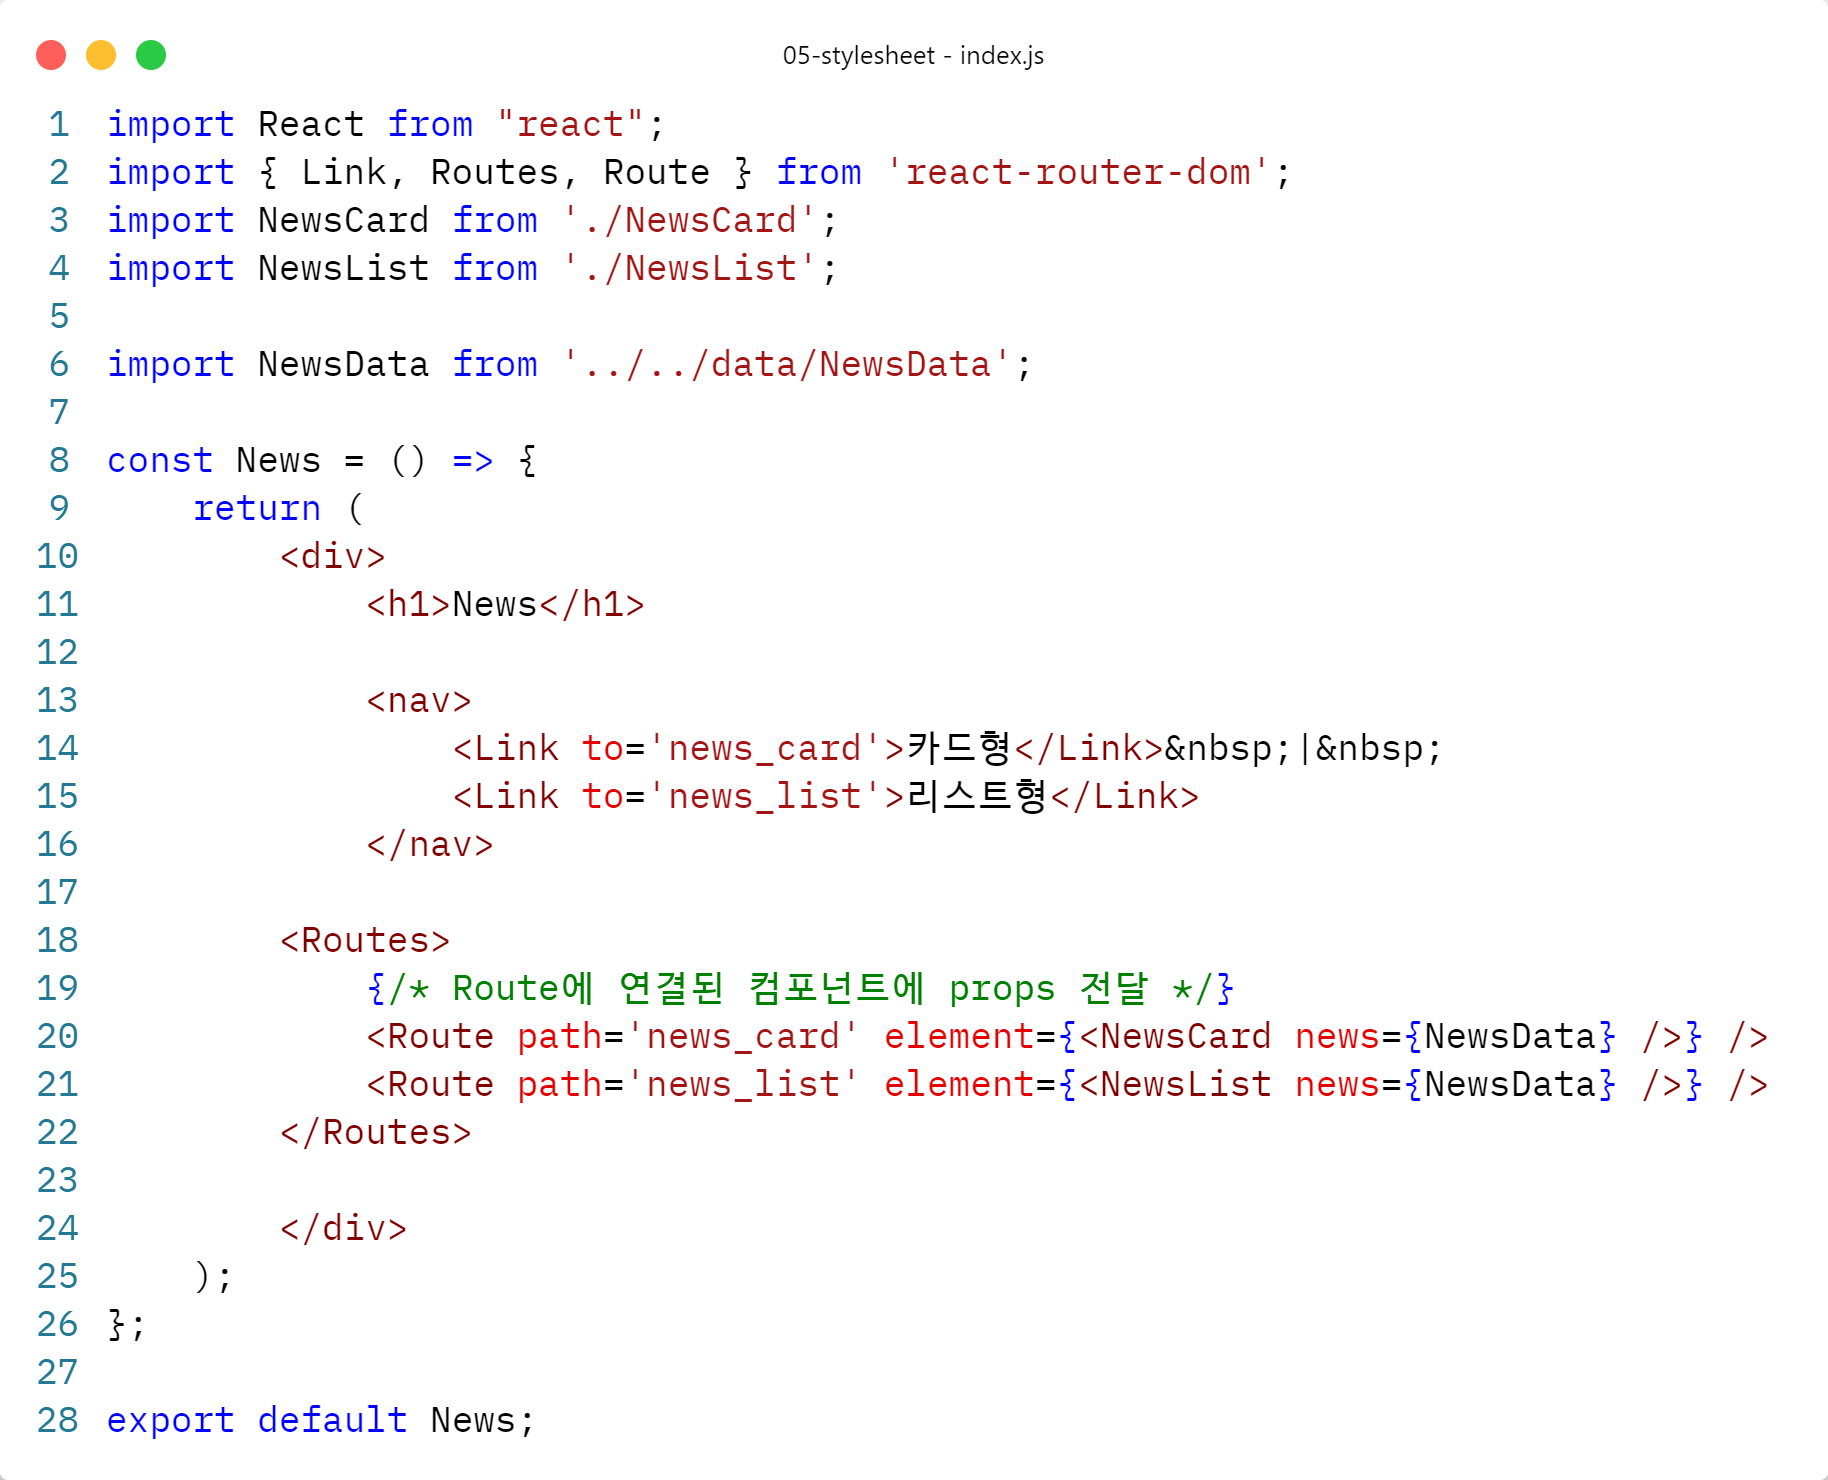 05-stylesheet - index.js
1 import React from "react";
2 import { Link, Routes, Route } from 'react-router-dom';
3 import NewsCard from './NewsCard';
4 import NewsList from './NewsList';
5
6 import NewsData from '../../data/NewsData';
7
8 const News = () => {
9     return (
10         <div>
11             <h1>News</h1>
12
13             <nav>
14                 <Link to='news_card'>카드형</Link>&nbsp;|&nbsp;
15                 <Link to='news_list'>리스트형</Link>
16             </nav>
17
18         <Routes>
19             {/* Route에 연결된 컴포넌트에 props 전달 */}
20             <Route path='news_card' element={<NewsCard news={NewsData} />} />
21             <Route path='news_list' element={<NewsList news={NewsData} />} />
22         </Routes>
23
24         </div>
25     );
26 };
27
28 export default News;